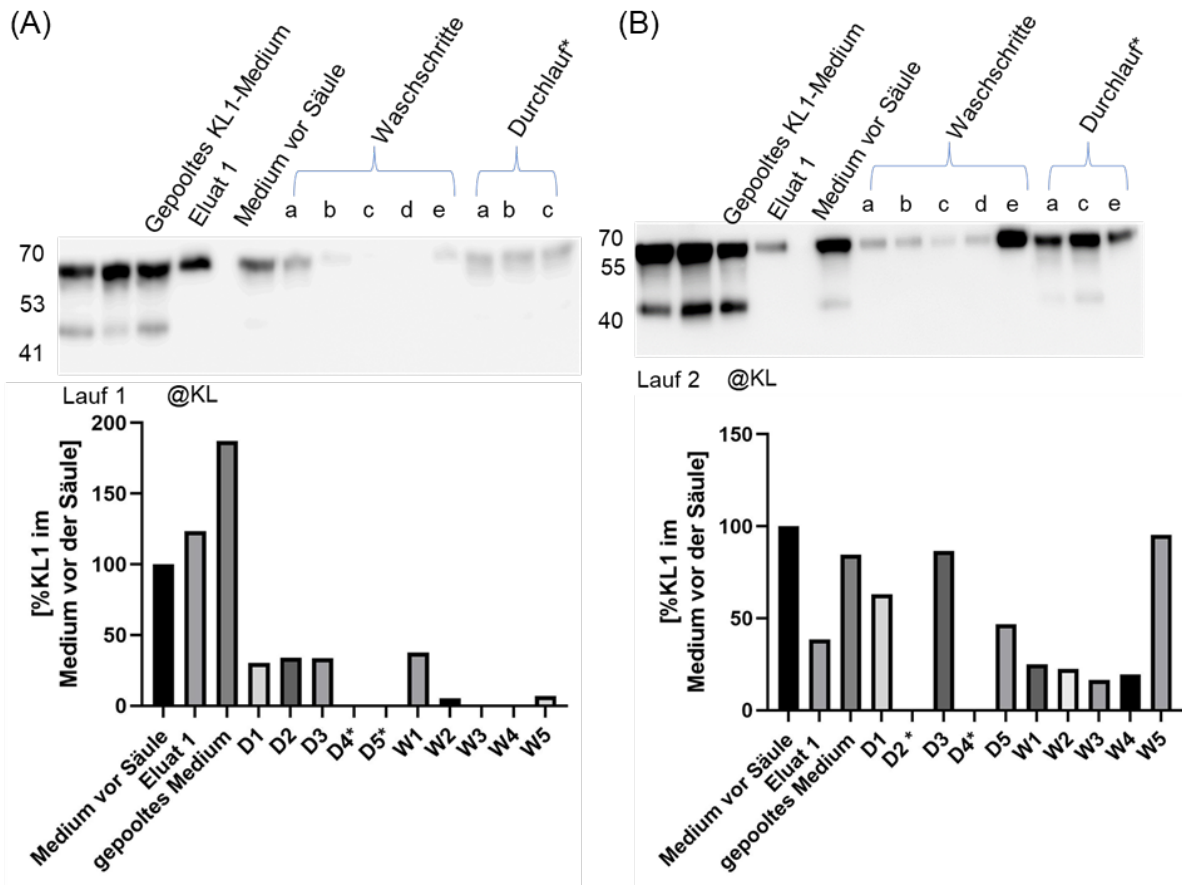 (A)
Gepooltes KL1-Medium
Eluat 1
Medium vor Säule
Waschschritte
Durchlauf*
a b c d e a b c
70
53
41
Lauf 1 @KL
[%KL1 im
Medium vor der Säule]
200
150
100
50
0
Medium vor Säule
Eluat 1
gepooltes Medium
D1
D2
D3
D4*
D5*
W1
W2
W3
W4
W5
(B)
Gepooltes KL1-Medium
Eluat 1
Medium vor Säule
Waschschritte
Durchlauf*
a b c d e a c e
70
55
40
Lauf 2 @KL
[%KL1 im
Medium vor der Säule]
150
100
50
0
Medium vor Säule
Eluat 1
gepooltes Medium
D1
D2 *
D3
D4*
D5
W1
W2
W3
W4
W5